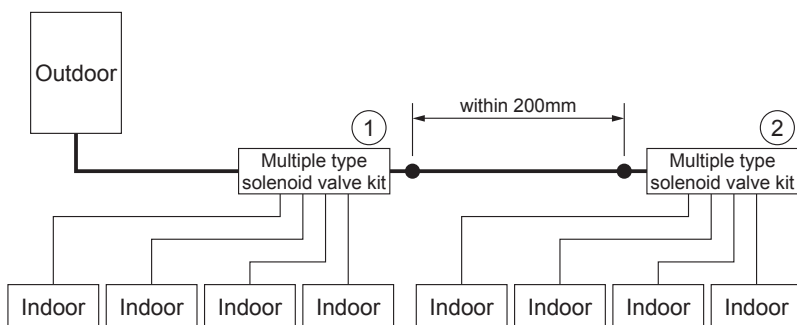 Outdoor
1
within 200mm
2
Multiple type
solenoid valve kit
Multiple type
solenoid valve kit
Indoor
Indoor
Indoor
Indoor
Indoor
Indoor
Indoor
Indoor